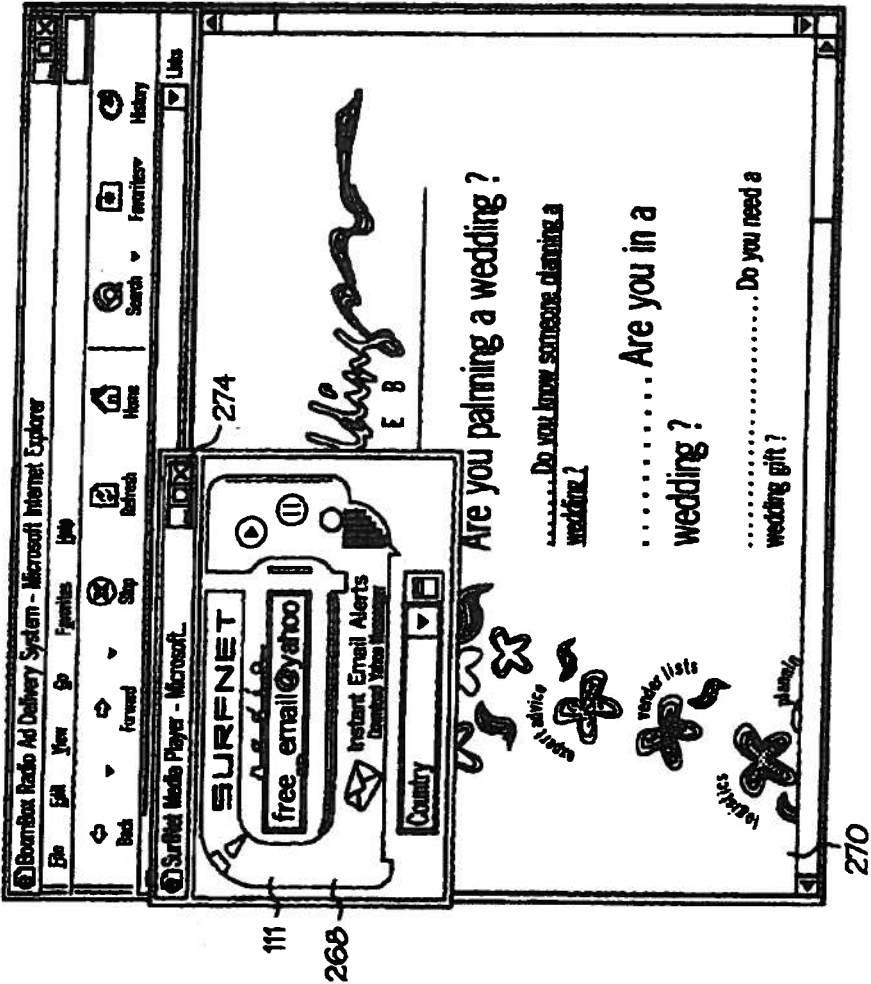 BoomBox Radio Ad Delivery System - Microsoft Internet Explorer
File Edit View Go Favorites Help
Back Forward Stop Refresh Home Search Favorites History
Links
SurfNet Media Player - Microsoft...
274
SURFNET
radio
free_email@yahoo
Instant Email Alerts
Download Yahoo Messenger
Country
111
268
E B
Are you palnning a wedding ?
.......Do you know someone planning a
wedding ?
......... Are you in a
wedding ?
......................Do you need a
wedding gift ?
expert advice
vendor lists
logistics
270